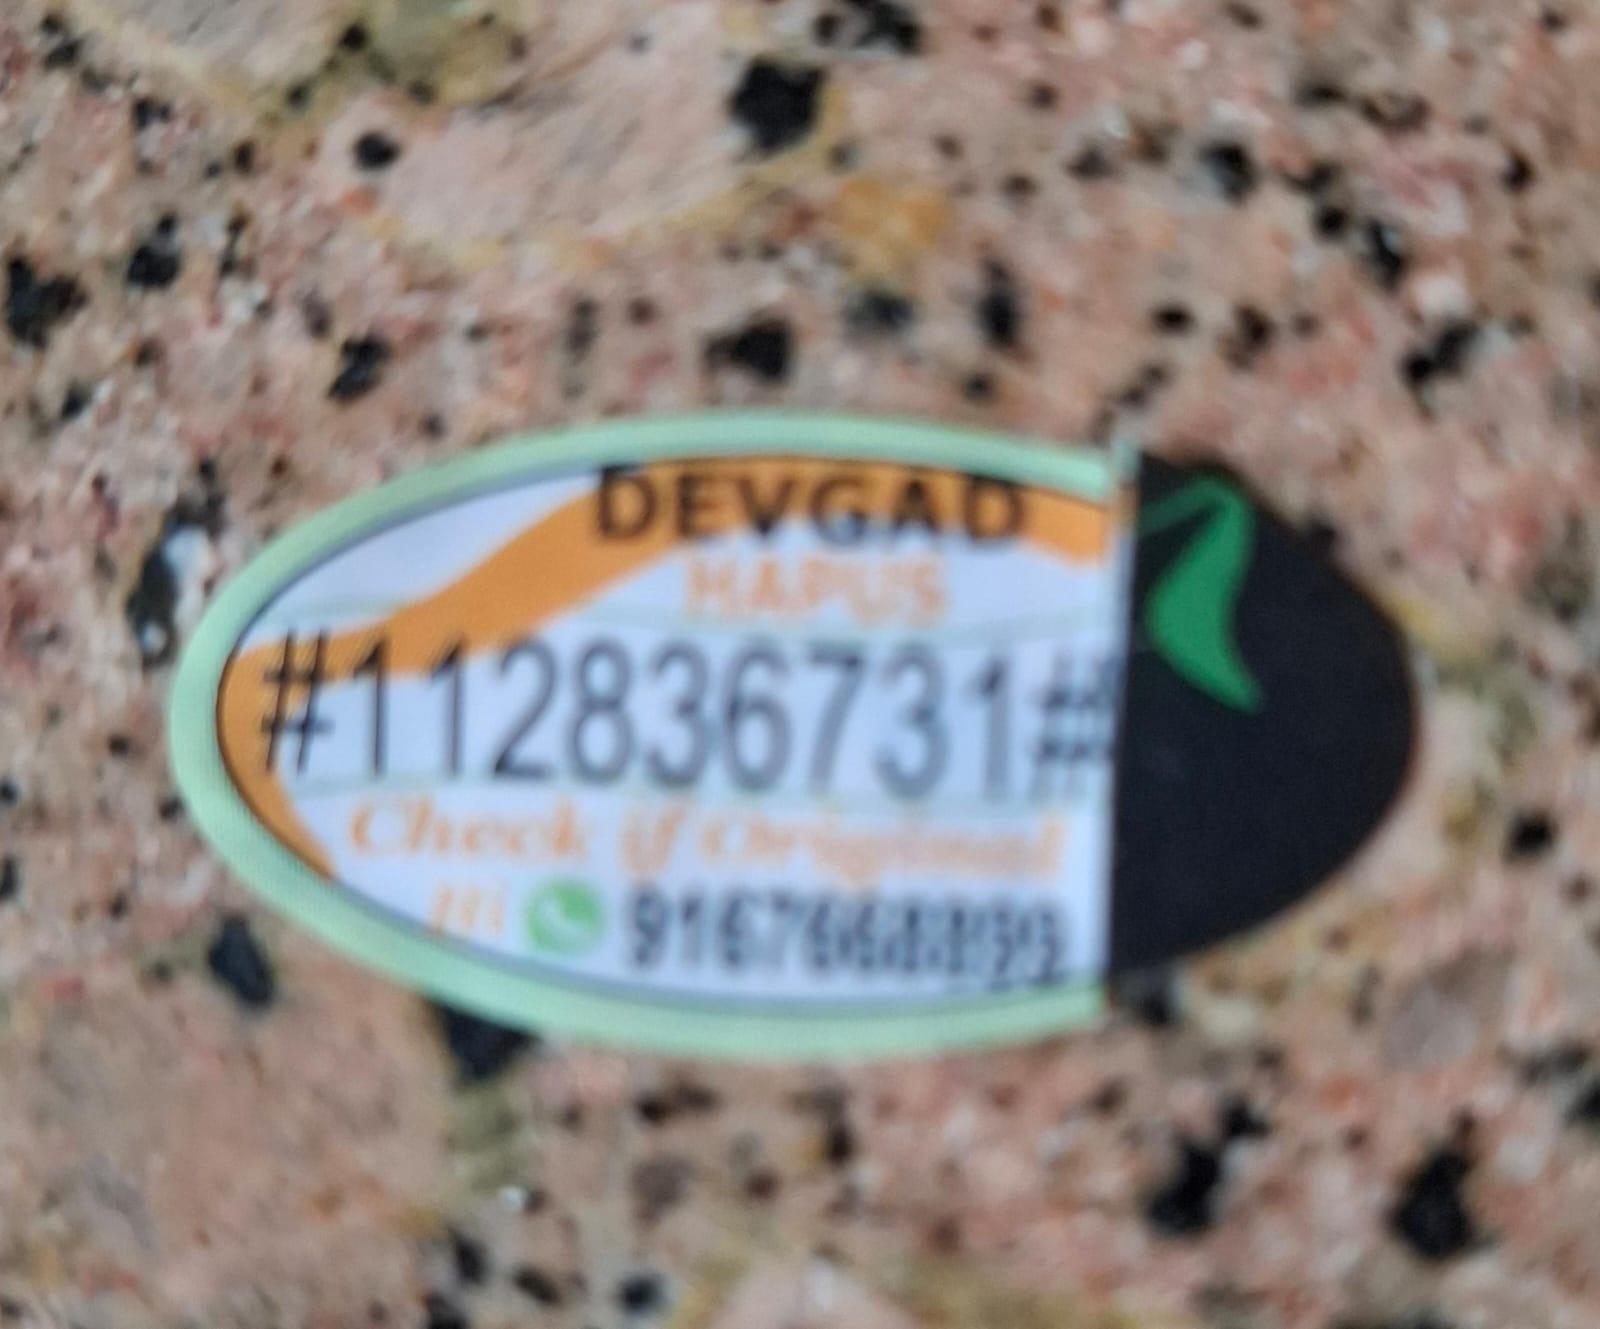 DEVGAD
HAPUS
#112836731#
Check if Original